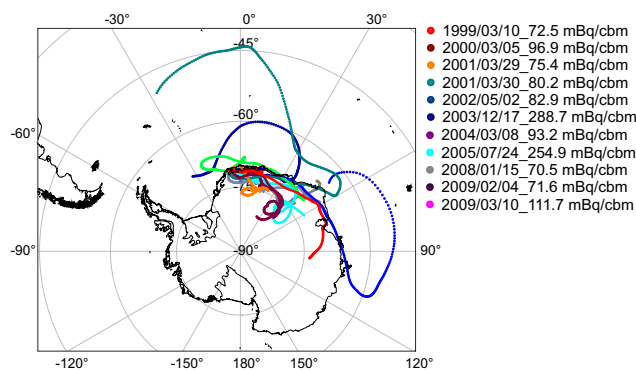 -30° 0° 30°
-45°
-60°
-60°
-75°
-90° -90° 90°
-120° -150° 180° 150° 120°
1999/03/10_72.5 mBq/cbm
2000/03/05_96.9 mBq/cbm
2001/03/29_75.4 mBq/cbm
2001/03/30_80.2 mBq/cbm
2002/05/02_82.9 mBq/cbm
2003/12/17_288.7 mBq/cbm
2004/03/08_93.2 mBq/cbm
2005/07/24_254.9 mBq/cbm
2008/01/15_70.5 mBq/cbm
2009/02/04_71.6 mBq/cbm
2009/03/10_111.7 mBq/cbm